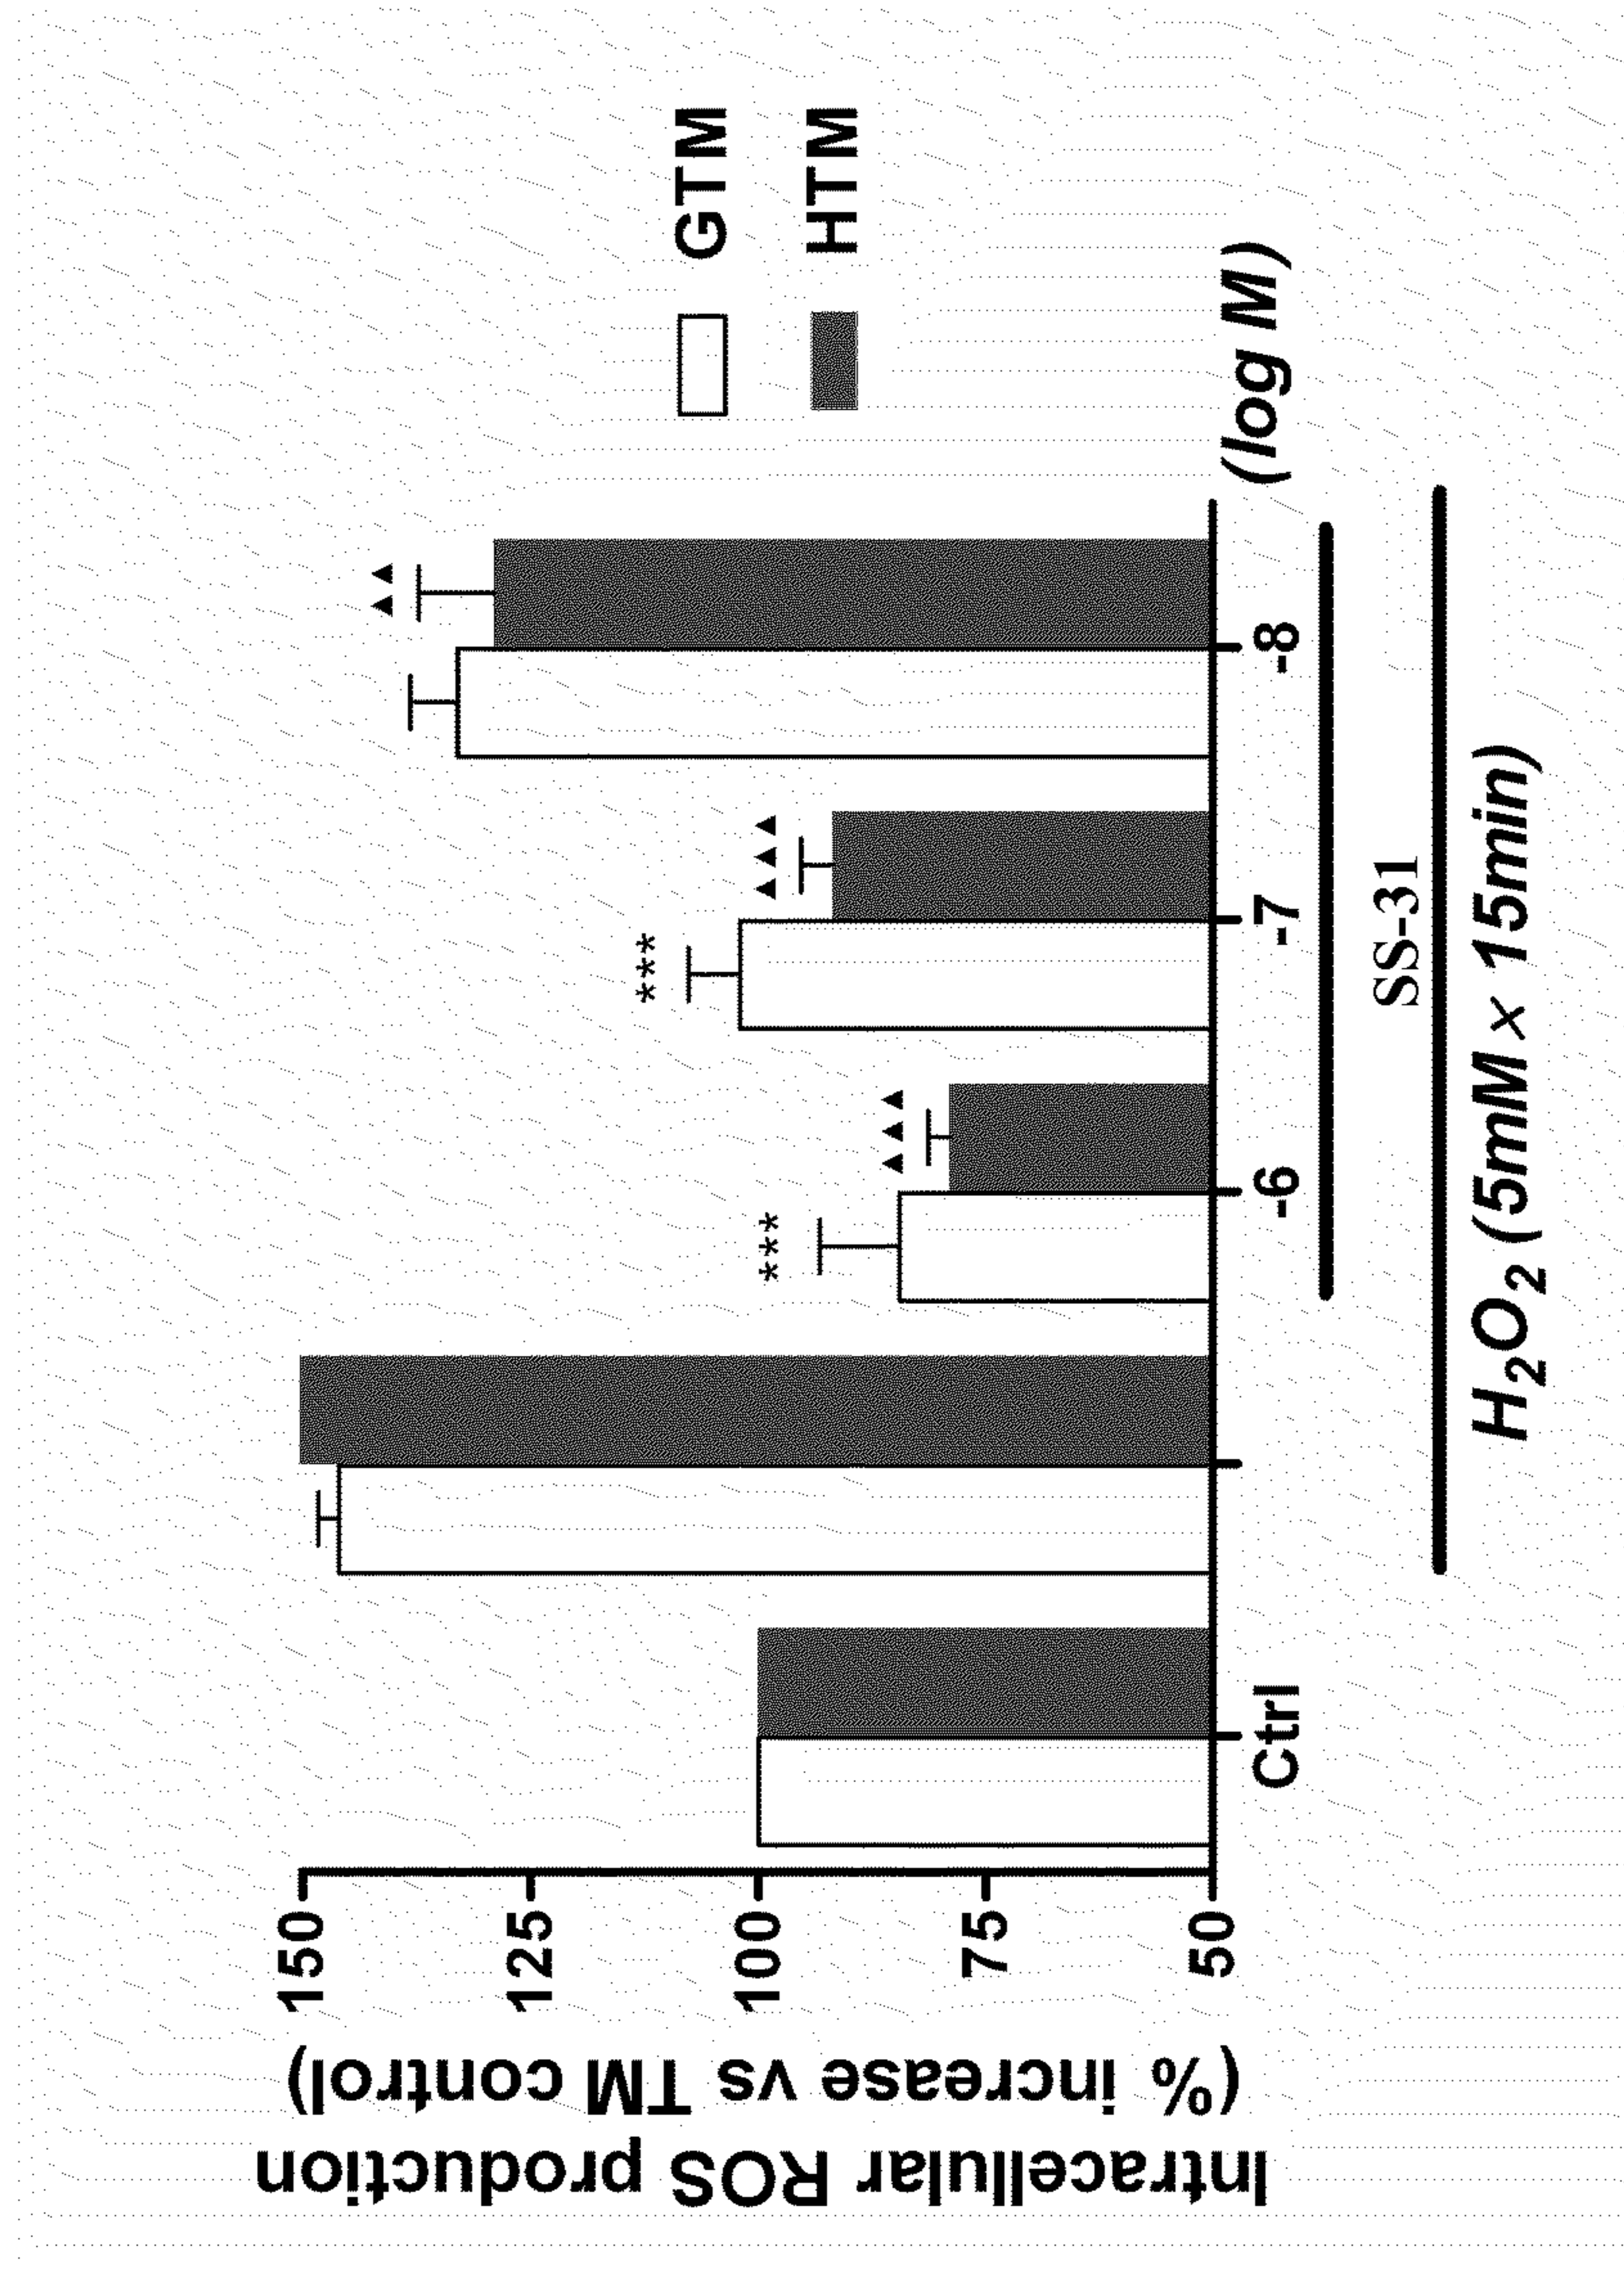 Intracellular ROS production
(% increase vs TM control)
150
125
100
75
50
***
▲▲▲
***
▲▲▲
▲▲
GTM
HTM
Ctrl
-6
-7
-8
(log M)
SS-31
H₂O₂ (5mM × 15min)